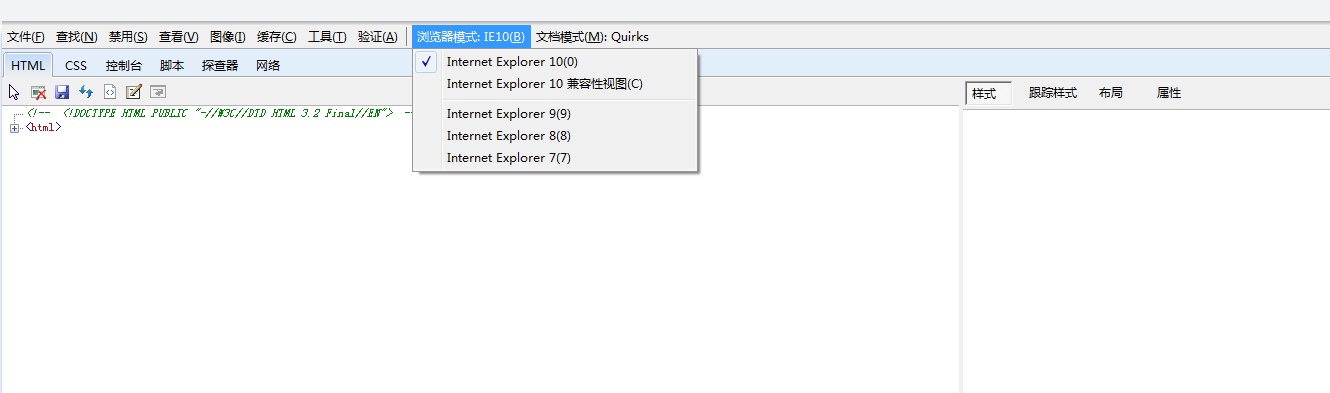 文件(F) 查找(N) 禁用(S) 查看(V) 图像(I) 缓存(C) 工具(T) 验证(A) 浏览器模式: IE10(B) 文档模式(M): Quirks
HTML CSS 控制台 脚本 探查器 网络
Internet Explorer 10(0)
Internet Explorer 10 兼容性视图(C)
Internet Explorer 9(9)
Internet Explorer 8(8)
Internet Explorer 7(7)
样式 跟踪样式 布局 属性
<!-- <!DOCTYPE HTML PUBLIC "-//W3C//DTD HTML 3.2 Final//EN"> -
<html>